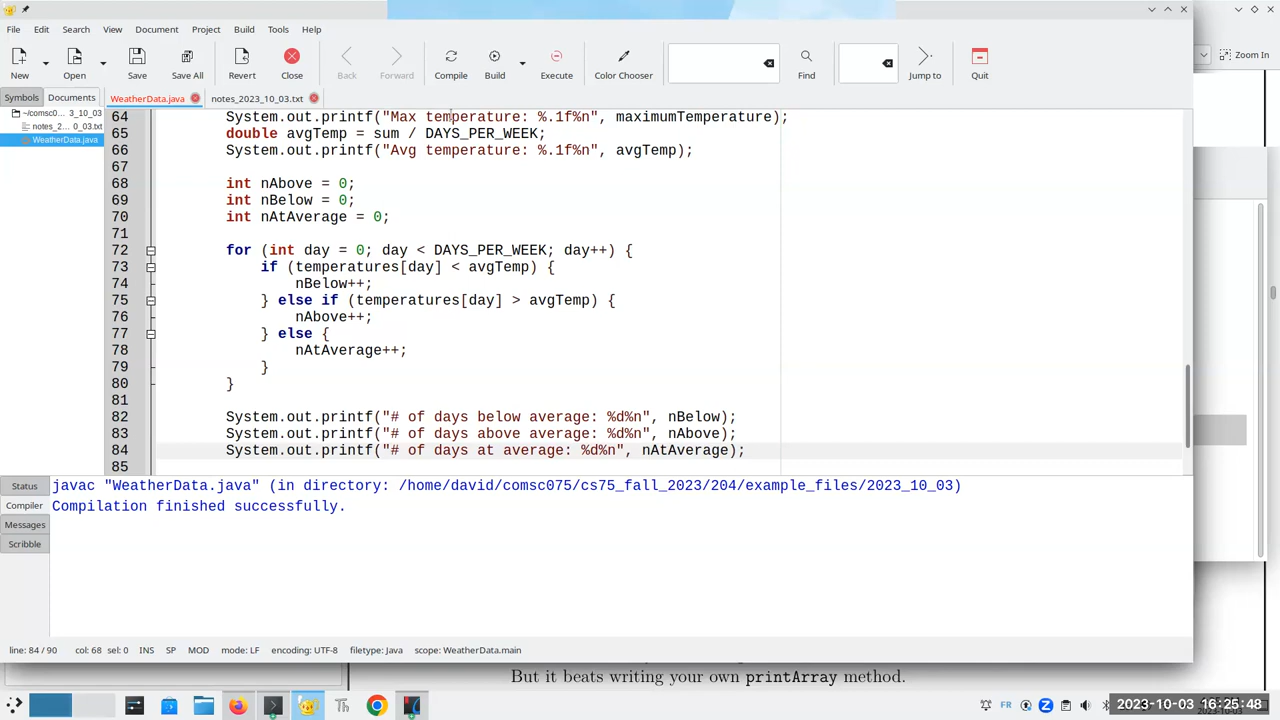 File Edit Search View Document Project Build Tools Help
New Open Save Save All Revert Close Back Forward Compile Build Execute Color Chooser Find Jump to Quit
Zoom In
Symbols Documents
WeatherData.java notes_2023_10_03.txt
~/comsc0... 3_10_03
notes_2... 0_03.txt
WeatherData.java
64 System.out.printf("Max temperature: %.1f%n", maximumTemperature);
65 double avgTemp = sum / DAYS_PER_WEEK;
66 System.out.printf("Avg temperature: %.1f%n", avgTemp);
67
68 int nAbove = 0;
69 int nBelow = 0;
70 int nAtAverage = 0;
71
72 for (int day = 0; day < DAYS_PER_WEEK; day++) {
73 if (temperatures[day] < avgTemp) {
74 nBelow++;
75 } else if (temperatures[day] > avgTemp) {
76 nAbove++;
77 } else {
78 nAtAverage++;
79 }
80 }
81
82 System.out.printf("# of days below average: %d%n", nBelow);
83 System.out.printf("# of days above average: %d%n", nAbove);
84 System.out.printf("# of days at average: %d%n", nAtAverage);
85
Status
Compiler
Messages
Scribble
javac "WeatherData.java" (in directory: /home/david/comsc075/cs75_fall_2023/204/example_files/2023_10_03)
Compilation finished successfully.
line: 84 / 90 col: 68 sel: 0 INS SP MOD mode: LF encoding: UTF-8 filetype: Java scope: WeatherData.main
But it beats writing your own printArray method.
FR
2023-10-03 16:25:48